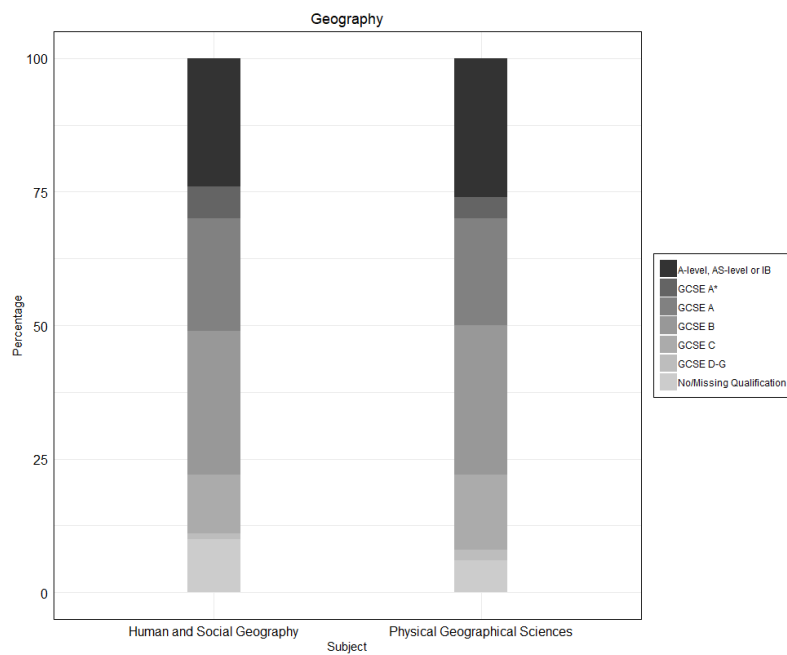 Geography
100
75
50
25
0
Percentage
Human and Social Geography
Physical Geographical Sciences
Subject
A-level, AS-level or IB
GCSE A*
GCSE A
GCSE B
GCSE C
GCSE D-G
No/Missing Qualification